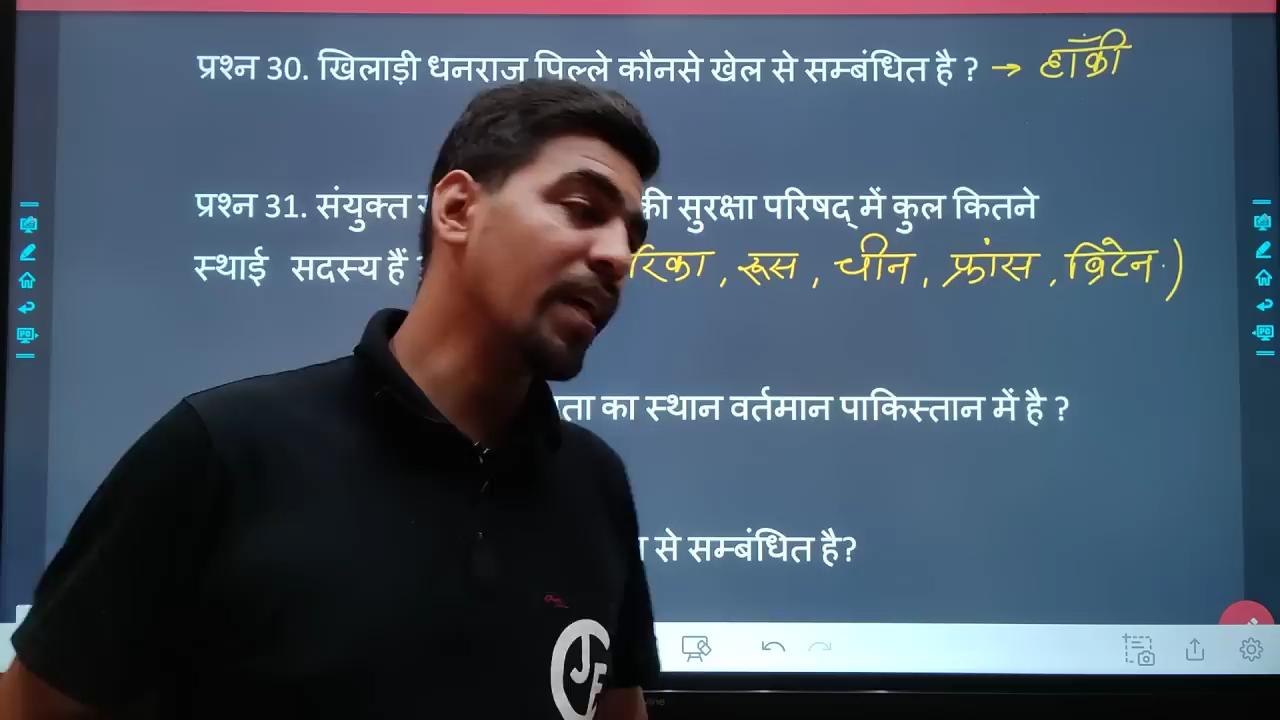 प्रश्न 30. खिलाड़ी धनराज पिल्ले कौनसे खेल से सम्बंधित है ? → हॉकी
प्रश्न 31. संयुक्त की सुरक्षा परिषद् में कुल कितने
स्थाई सदस्य हैं रिका, रूस, चीन, फ्रांस, ब्रिटेन.)
का स्थान वर्तमान पाकिस्तान में है ?
से सम्बंधित है?